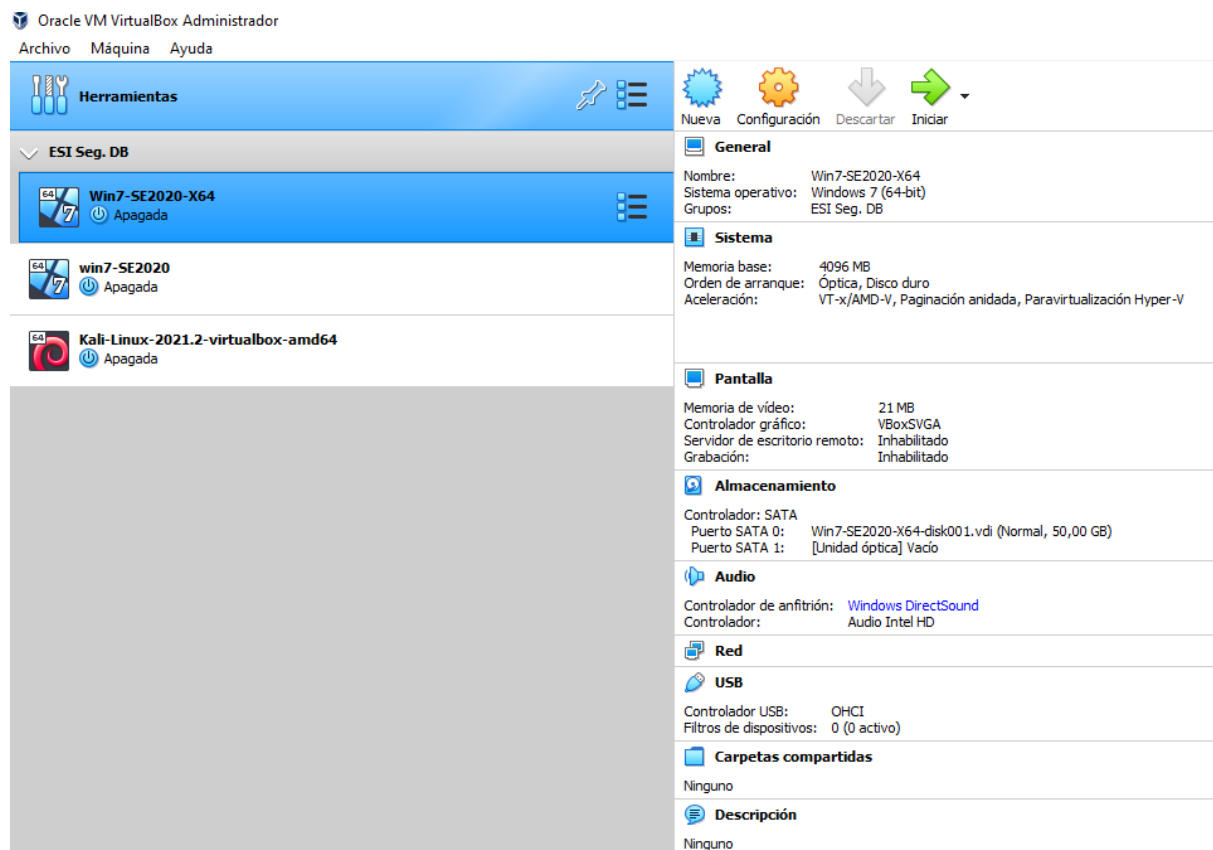 Oracle VM VirtualBox Administrador
Archivo Máquina Ayuda
Herramientas
ESI Seg. DB
64
7
Win7-SE2020-X64
Apagada
64
7
win7-SE2020
Apagada
64
Kali-Linux-2021.2-virtualbox-amd64
Apagada
Nueva Configuración Descartar Iniciar
General
Nombre: Win7-SE2020-X64
Sistema operativo: Windows 7 (64-bit)
Grupos: ESI Seg. DB
Sistema
Memoria base: 4096 MB
Orden de arranque: Óptica, Disco duro
Aceleración: VT-x/AMD-V, Paginación anidada, Paravirtualización Hyper-V
Pantalla
Memoria de vídeo: 21 MB
Controlador gráfico: VBoxSVGA
Servidor de escritorio remoto: Inhabilitado
Grabación: Inhabilitado
Almacenamiento
Controlador: SATA
Puerto SATA 0: Win7-SE2020-X64-disk001.vdi (Normal, 50,00 GB)
Puerto SATA 1: [Unidad óptica] Vacío
Audio
Controlador de anfitrión: Windows DirectSound
Controlador: Audio Intel HD
Red
USB
Controlador USB: OHCI
Filtros de dispositivos: 0 (0 activo)
Carpetas compartidas
Ninguno
Descripción
Ninguno